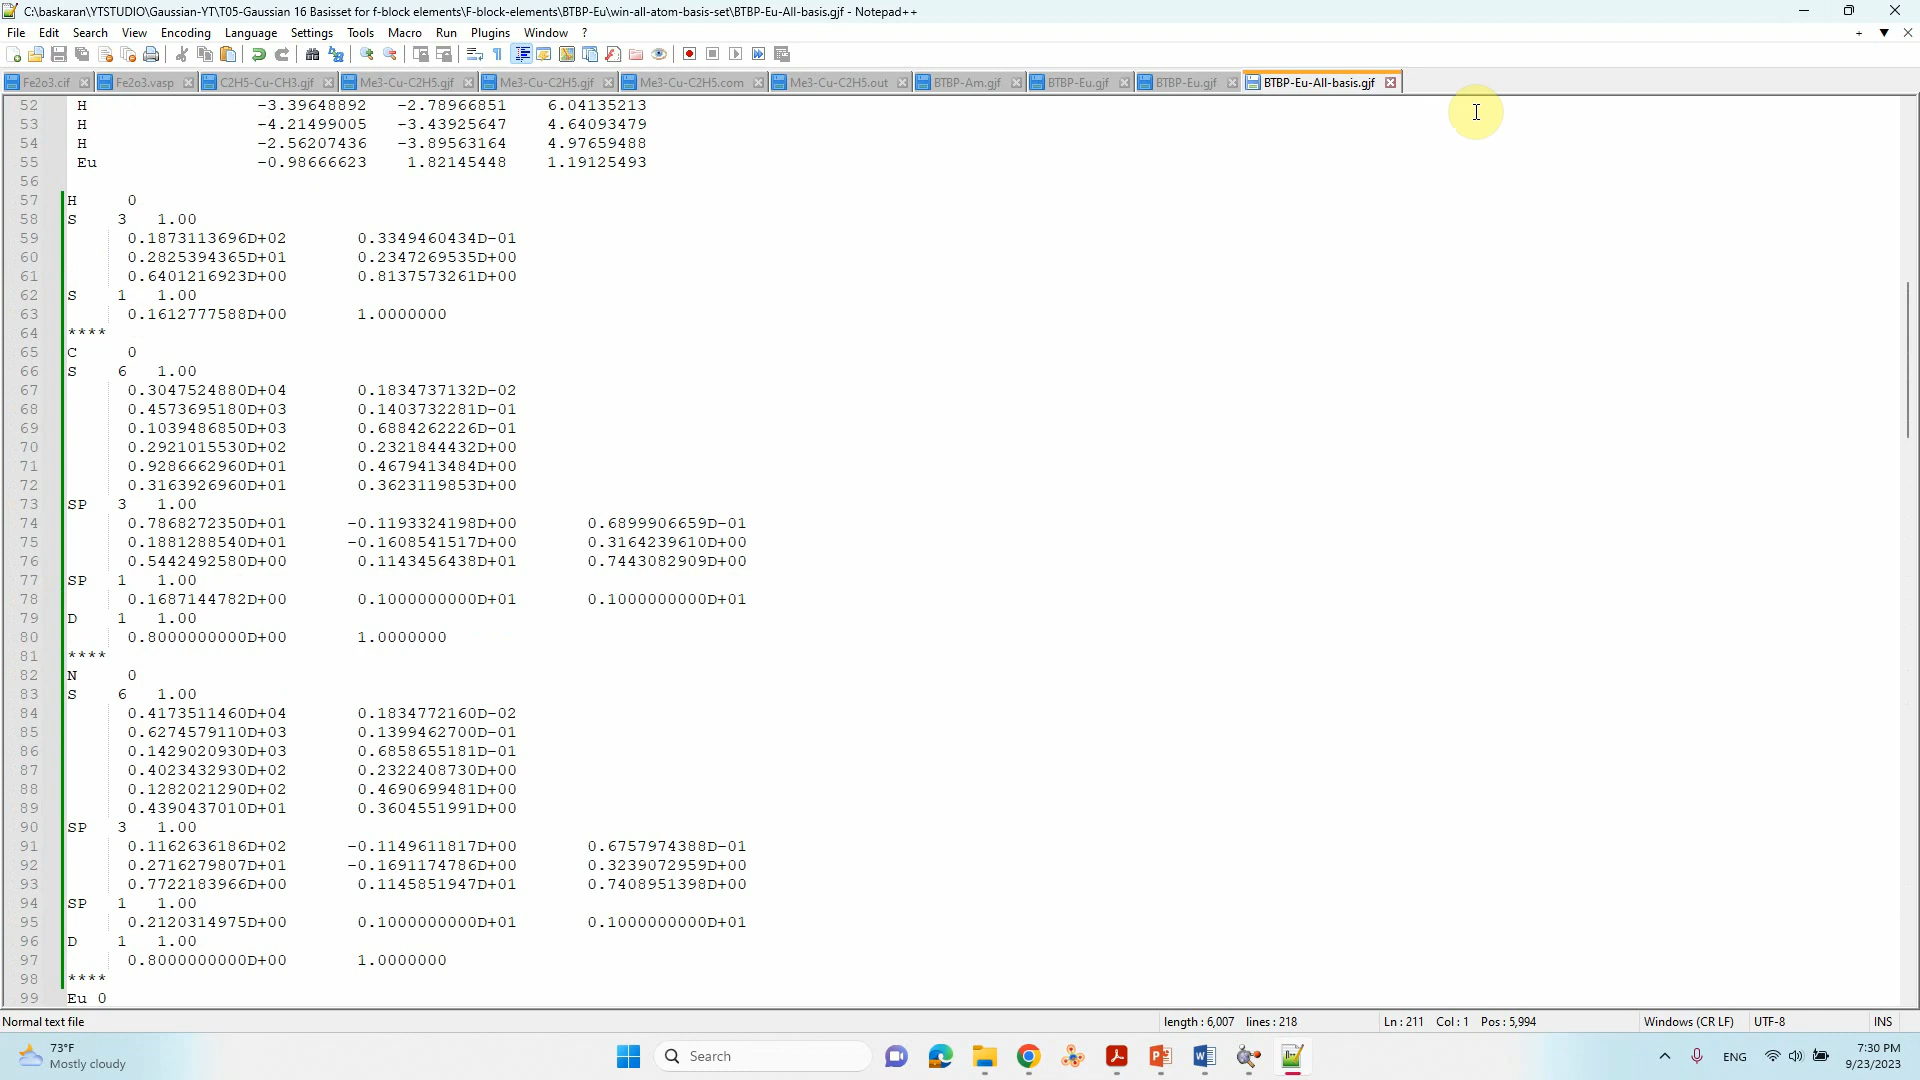 C:\baskaran\YTSTUDIO\Gaussian-YT\T05-Gaussian 16 Basisset for f-block elements\F-block-elements\BTBP-Eu\win-all-atom-basis-set\BTBP-Eu-All-basis.gjf - Notepad++
File Edit Search View Encoding Language Settings Tools Macro Run Plugins Window ?
Fe2o3.cif Fe2o3.vasp C2H5-Cu-CH3.gjf Me3-Cu-C2H5.gjf Me3-Cu-C2H5.gjf Me3-Cu-C2H5.com Me3-Cu-C2H5.out BTBP-Am.gjf BTBP-Eu.gjf BTBP-Eu.gjf BTBP-Eu-All-basis.gjf
52 H -3.39648892 -2.78966851 6.04135213
53 H -4.21499005 -3.43925647 4.64093479
54 H -2.56207436 -3.89563164 4.97659488
55 Eu -0.98666623 1.82145448 1.19125493
56
57 H 0
58 S 3 1.00
59 0.1873113696D+02 0.3349460434D-01
60 0.2825394365D+01 0.2347269535D+00
61 0.6401216923D+00 0.8137573261D+00
62 S 1 1.00
63 0.1612777588D+00 1.0000000
64 ****
65 C 0
66 S 6 1.00
67 0.3047524880D+04 0.1834737132D-02
68 0.4573695180D+03 0.1403732281D-01
69 0.1039486850D+03 0.6884262226D-01
70 0.2921015530D+02 0.2321844432D+00
71 0.9286662960D+01 0.4679413484D+00
72 0.3163926960D+01 0.3623119853D+00
73 SP 3 1.00
74 0.7868272350D+01 -0.1193324198D+00 0.6899906659D-01
75 0.1881288540D+01 -0.1608541517D+00 0.3164239610D+00
76 0.5442492580D+00 0.1143456438D+01 0.7443082909D+00
77 SP 1 1.00
78 0.1687144782D+00 0.1000000000D+01 0.1000000000D+01
79 D 1 1.00
80 0.8000000000D+00 1.0000000
81 ****
82 N 0
83 S 6 1.00
84 0.4173511460D+04 0.1834772160D-02
85 0.6274579110D+03 0.1399462700D-01
86 0.1429020930D+03 0.6858655181D-01
87 0.4023432930D+02 0.2322408730D+00
88 0.1282021290D+02 0.4690699481D+00
89 0.4390437010D+01 0.3604551991D+00
90 SP 3 1.00
91 0.1162636186D+02 -0.1149611817D+00 0.6757974388D-01
92 0.2716279807D+01 -0.1691174786D+00 0.3239072959D+00
93 0.7722183966D+00 0.1145851947D+01 0.7408951398D+00
94 SP 1 1.00
95 0.2120314975D+00 0.1000000000D+01 0.1000000000D+01
96 D 1 1.00
97 0.8000000000D+00 1.0000000
98 ****
99 Eu 0
Normal text file length : 6,007 lines : 218 Ln : 211 Col : 1 Pos : 5,994 Windows (CR LF) UTF-8 INS
73°F
Mostly cloudy
Search
ENG
7:30 PM
9/23/2023